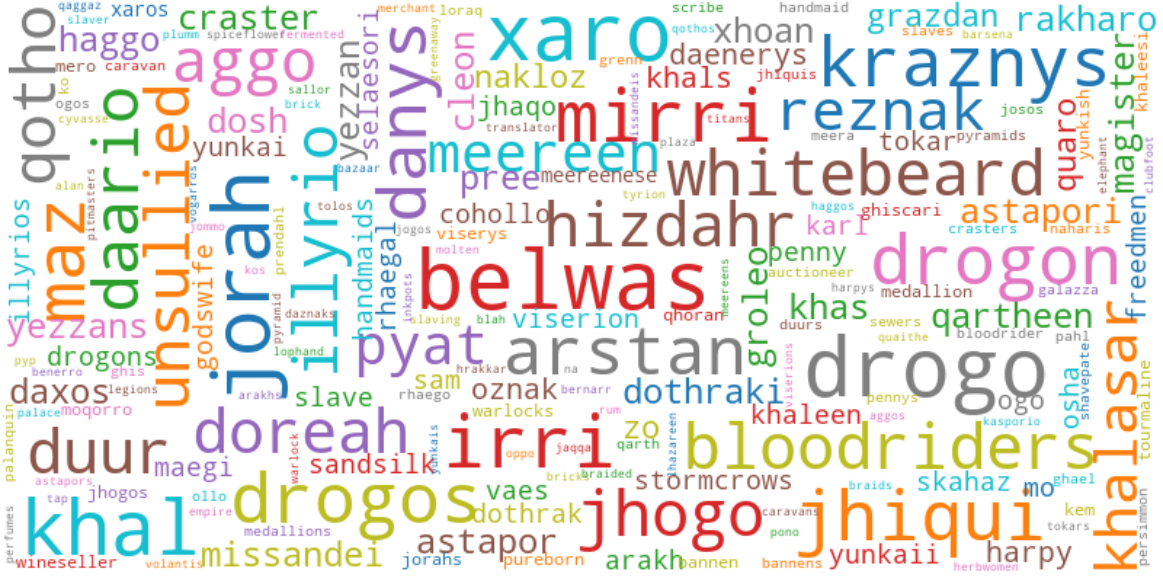 qaggaz xaros
slaver
craster
merchant
loraq
scribe
handmaid
grazdan rakharo
haggo
plumm spiceflower fermented
selaesori
greenaway
xaro
qothos
xhoan
slaves
barsena
qotho
mero caravan
aggo
yezzan
danys
cleon
nakloz
grenn
daenerys
khals
jhiquis
kraznys
magister
khaleesi
ko
ogos
cyvasse
daario
unsullied
sallor
brick
dosh
jhaqo
translator
missandeis
mirri
titans
reznak
josos
quaro
yunkish
yunkai
illyrio
bazaar
meereen
plaza
meera
tokar pyramids
elephant
clubfoot
alan
pitmasters
vogarros
pree
meereenese
tyrion
whitebeard
illyrios
maz
jommo
jorah
prendahl
tolos
handmaids
jogos
rhaegal
cohollo
viserys
hizdahr
karl
haggos
ghiscari
astapori
crasters
naharis
freedmen
godswife
kos
inkpots
molten
belwas
meereens
groleo
penny
auctioneer
drogon
yezzans
pyramid
daznaks
slaving
blah
viserion
qhoran
khas
harpys
medallion
galazza
duurs
qartheen
pyp
drogons
benerro
ghis
lophand
pyat
arstan
sewers
quaithe
bloodrider
pahl
khalasar
daxos
legions
arakhs
hrakkar
na
viserions
drogo
osha
shavepate
slave
rhaego
sam
oznak
bernarr
dothraki
pennys
ogo
palace
moqorro
palanquin
doreah
warlocks
rum
khaleen
aggos
kasporio
tourmaline
duur
maegi
warlock
sandsilk
yunkais
irri
oppo
jaqqa
zo
qarth
lhazareen
bloodriders
astapors
tap
jhogos
ollo
empire
drogos
vaes
bricks
braided
stormcrows
braids
skahaz
mo
ghael
perfumes
khal
medallions
dothrak
jhogo
caravans
pono
jhiqui
kem
tokars
persimmon
wineseller
volantis
missandei
astapor
jorahs
pureborn
arakh
bannen
bannens
yunkaii
harpy
herbwomen